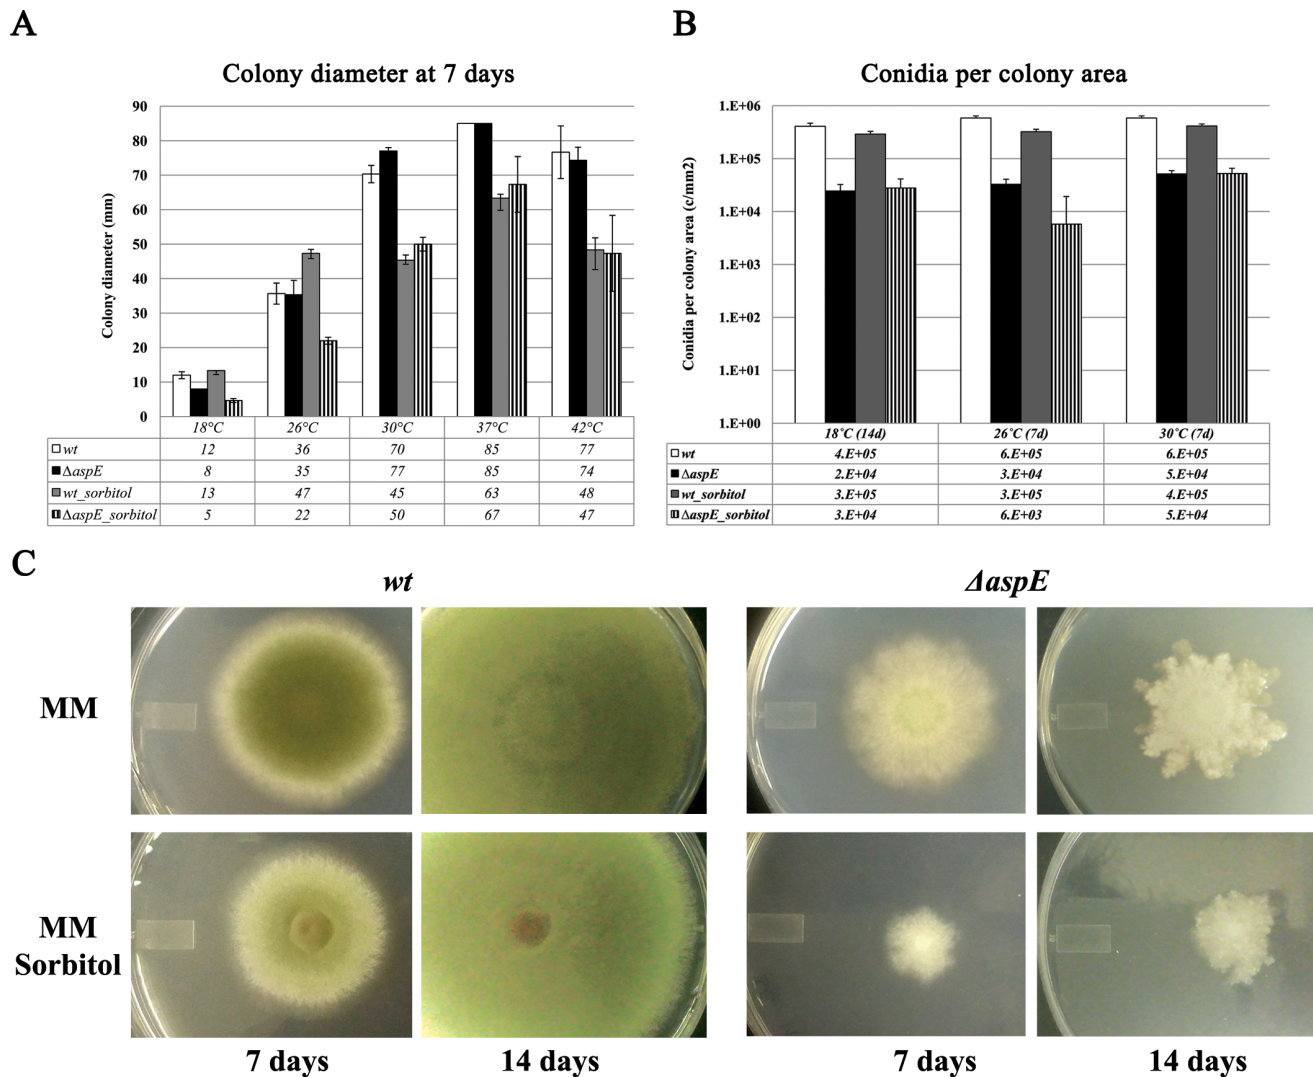 A
Colony diameter at 7 days
Colony diameter (mm)
90
80
70
60
50
40
30
20
10
0
18°C 26°C 30°C 37°C 42°C
wt 12 36 70 85 77
ΔaspE 8 35 77 85 74
wt_sorbitol 13 47 45 63 48
ΔaspE_sorbitol 5 22 50 67 47
B
Conidia per colony area
Conidia per colony area (c/mm2)
1.E+06
1.E+05
1.E+04
1.E+03
1.E+02
1.E+01
1.E+00
18°C (14d) 26°C (7d) 30°C (7d)
wt 4.E+05 6.E+05 6.E+05
ΔaspE 2.E+04 3.E+04 5.E+04
wt_sorbitol 3.E+05 3.E+05 4.E+05
ΔaspE_sorbitol 3.E+04 6.E+03 5.E+04
C
wt ΔaspE
MM
MM
Sorbitol
7 days 14 days 7 days 14 days